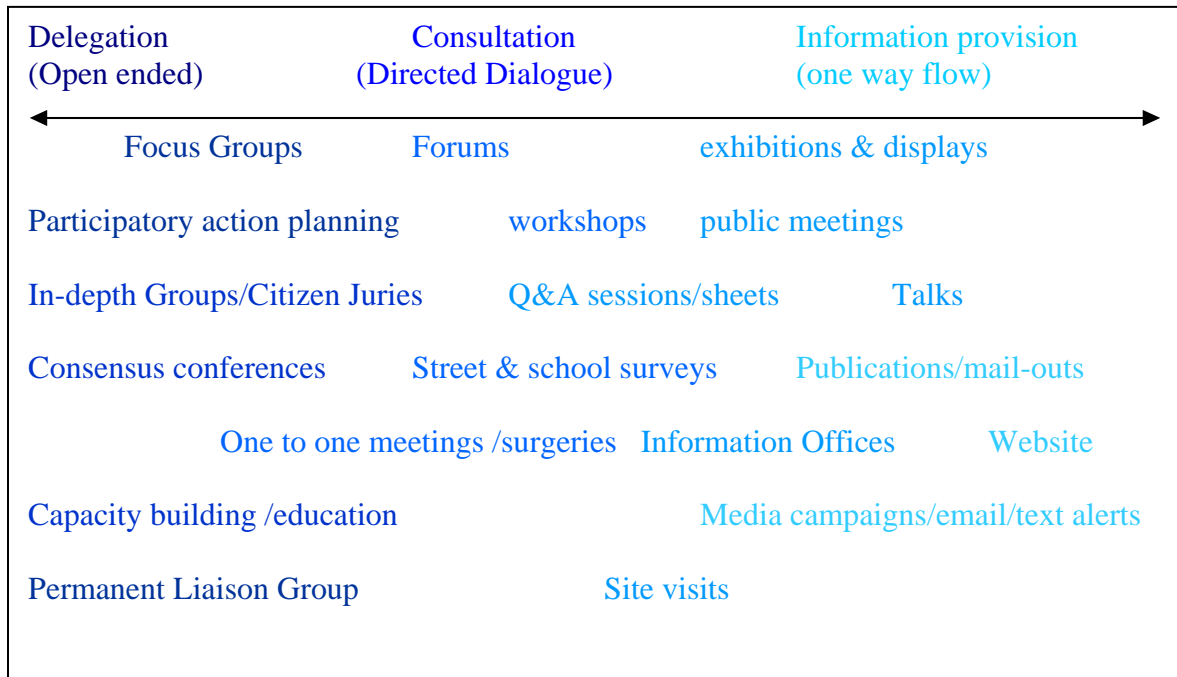 Delegation Consultation Information provision
(Open ended) (Directed Dialogue) (one way flow)
Focus Groups Forums exhibitions & displays
Participatory action planning workshops public meetings
In-depth Groups/Citizen Juries Q&A sessions/sheets Talks
Consensus conferences Street & school surveys Publications/mail-outs
One to one meetings /surgeries Information Offices Website
Capacity building /education Media campaigns/email/text alerts
Permanent Liaison Group Site visits